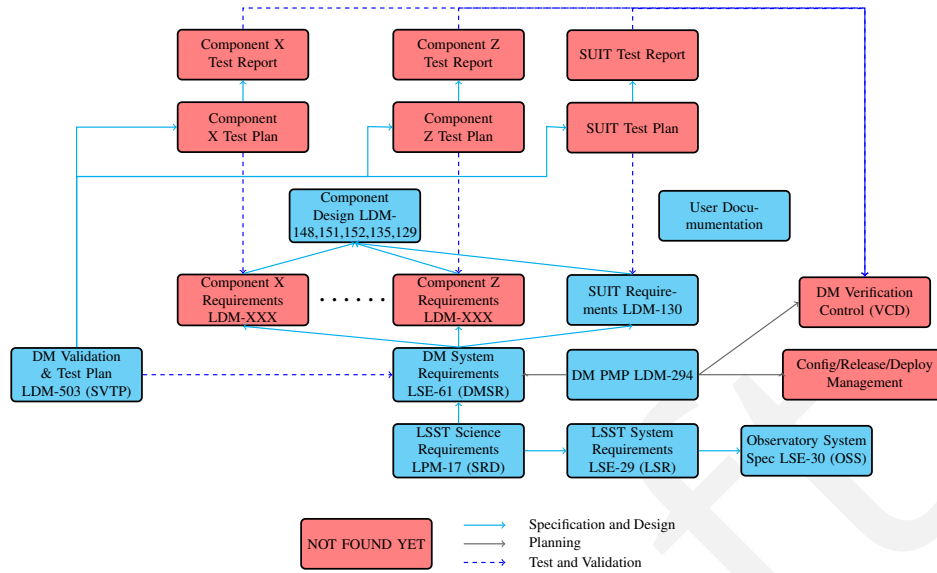 Component X
Test Report
Component Z
Test Report
SUIT Test Report
Component
X Test Plan
Component
Z Test Plan
SUIT Test Plan
Component
Design LDM-
148,151,152,135,129
User Docu-
mumentation
Component X
Requirements
LDM-XXX
......
Component Z
Requirements
LDM-XXX
SUIT Require-
ments LDM-130
DM Verification
Control (VCD)
DM Validation
& Test Plan
LDM-503 (SVTP)
DM System
Requirements
LSE-61 (DMSR)
DM PMP LDM-294
Config/Release/Deploy
Management
LSST Science
Requirements
LPM-17 (SRD)
LSST System
Requirements
LSE-29 (LSR)
Observatory System
Spec LSE-30 (OSS)
NOT FOUND YET
Specification and Design
Planning
Test and Validation